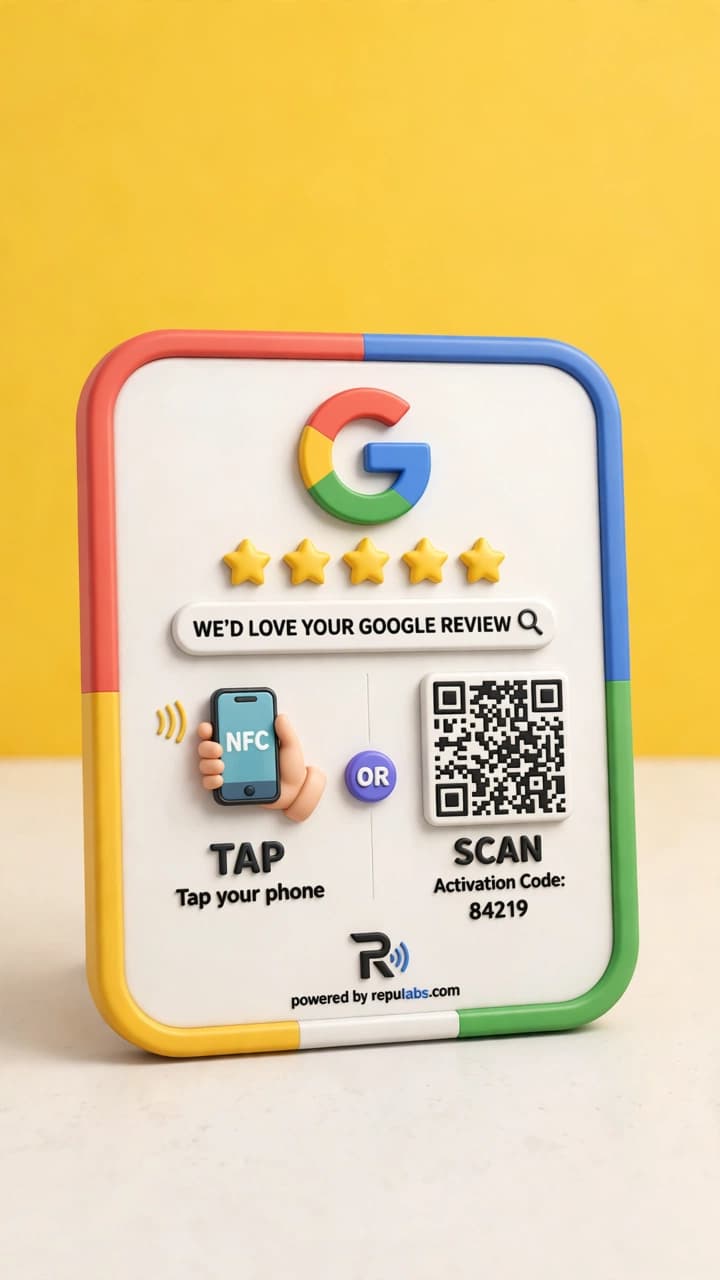 G
WE'D LOVE YOUR GOOGLE REVIEW
NFC
OR
TAP
Tap your phone
SCAN
Activation Code:
84219
R
powered by repulabs.com